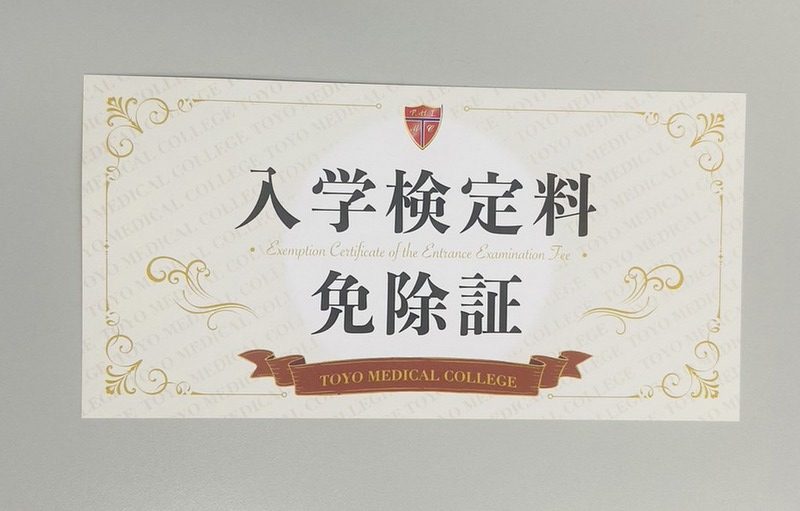 入学検定料
Exemption Certificate of the Entrance Examination Fee
免除証
TOYO MEDICAL COLLEGE